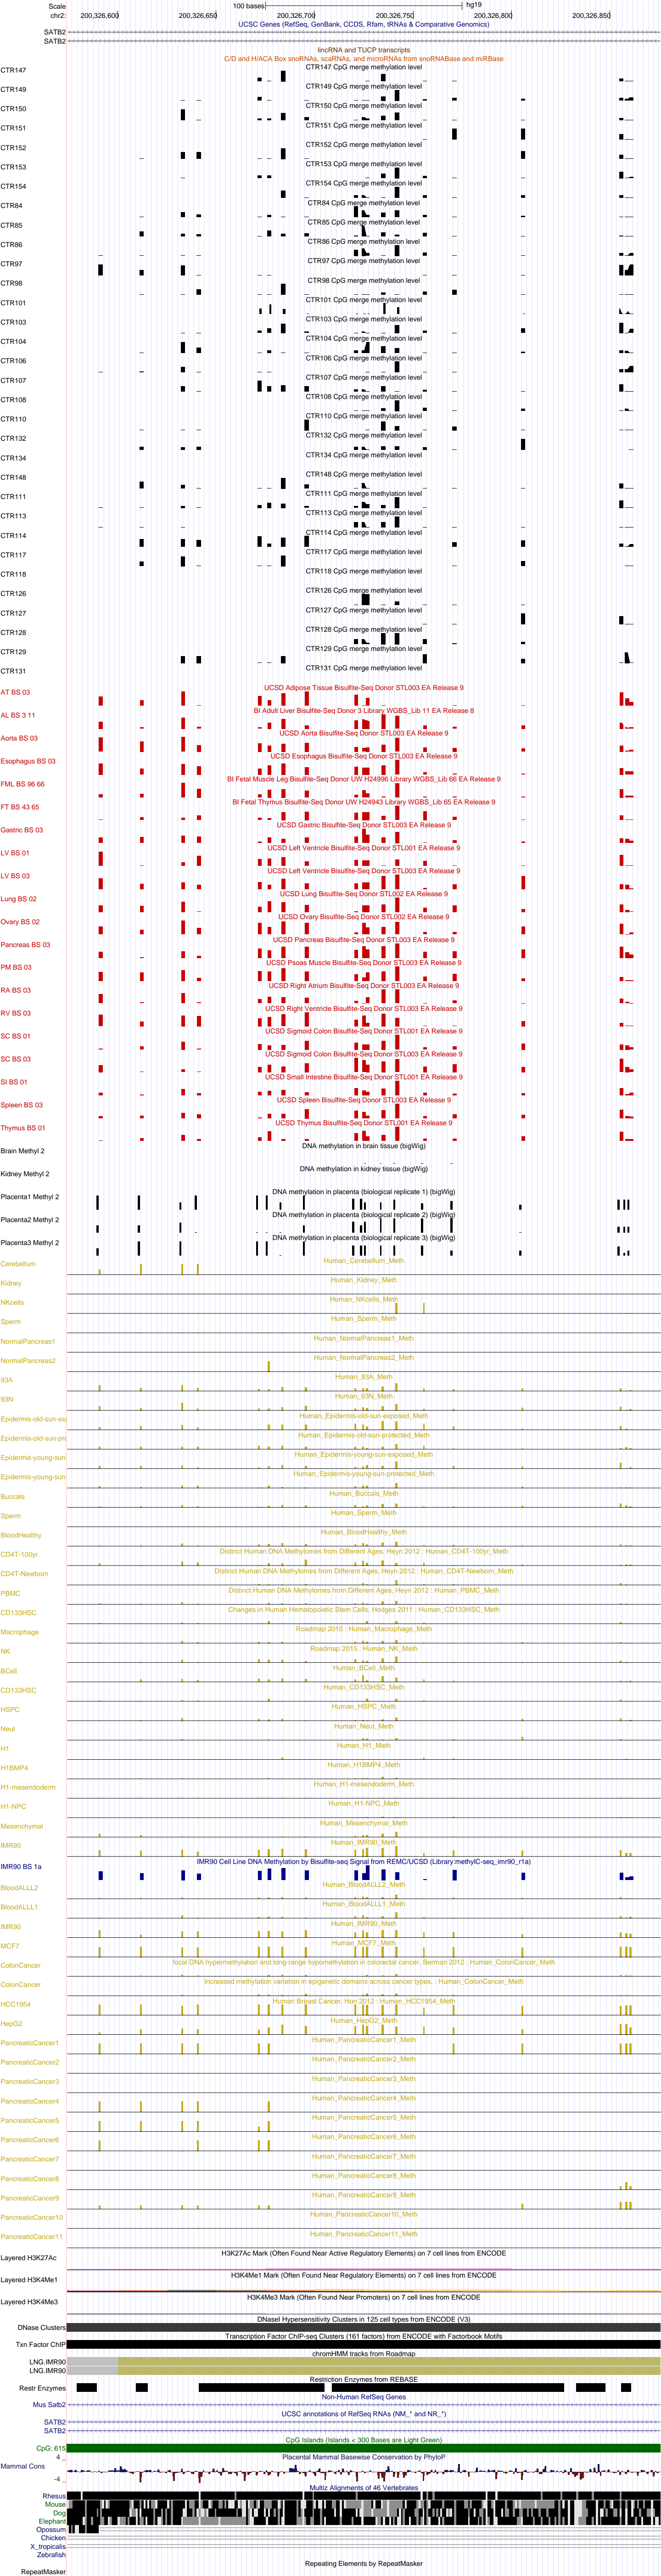 Scale 100 bases hg19
chr2: 200,326,600 200,326,650 200,326,700 200,326,750 200,326,800 200,326,850
UCSC Genes (RefSeq, GenBank, CCDS, Rfam, tRNAs & Comparative Genomics)
SATB2
SATB2
lincRNA and TUCP transcripts
C/D and H/ACA Box snoRNAs, scaRNAs, and microRNAs from snoRNABase and miRBase
CTR147 CpG merge methylation level
CTR147
CTR149 CpG merge methylation level
CTR149
CTR150 CpG merge methylation level
CTR150
CTR151 CpG merge methylation level
CTR151
CTR152 CpG merge methylation level
CTR152
CTR153 CpG merge methylation level
CTR153
CTR154 CpG merge methylation level
CTR154
CTR84 CpG merge methylation level
CTR84
CTR85 CpG merge methylation level
CTR85
CTR86 CpG merge methylation level
CTR86
CTR97 CpG merge methylation level
CTR97
CTR98 CpG merge methylation level
CTR98
CTR101 CpG merge methylation level
CTR101
CTR103 CpG merge methylation level
CTR103
CTR104 CpG merge methylation level
CTR104
CTR106 CpG merge methylation level
CTR106
CTR107 CpG merge methylation level
CTR107
CTR108 CpG merge methylation level
CTR108
CTR110 CpG merge methylation level
CTR110
CTR132 CpG merge methylation level
CTR132
CTR134 CpG merge methylation level
CTR134
CTR148 CpG merge methylation level
CTR148
CTR111 CpG merge methylation level
CTR111
CTR113 CpG merge methylation level
CTR113
CTR114 CpG merge methylation level
CTR114
CTR117 CpG merge methylation level
CTR117
CTR118 CpG merge methylation level
CTR118
CTR126 CpG merge methylation level
CTR126
CTR127 CpG merge methylation level
CTR127
CTR128 CpG merge methylation level
CTR128
CTR129 CpG merge methylation level
CTR129
CTR131 CpG merge methylation level
CTR131
UCSD Adipose Tissue Bisulfite-Seq Donor STL003 EA Release 9
AT BS 03
BI Adult Liver Bisulfite-Seq Donor 3 Library WGBS_Lib 11 EA Release 8
AL BS 3 11
UCSD Aorta Bisulfite-Seq Donor STL003 EA Release 9
Aorta BS 03
UCSD Esophagus Bisulfite-Seq Donor STL003 EA Release 9
Esophagus BS 03
BI Fetal Muscle Leg Bisulfite-Seq Donor UW H24996 Library WGBS_Lib 66 EA Release 9
FML BS 96 66
BI Fetal Thymus Bisulfite-Seq Donor UW H24943 Library WGBS_Lib 65 EA Release 9
FT BS 43 65
UCSD Gastric Bisulfite-Seq Donor STL003 EA Release 9
Gastric BS 03
UCSD Left Ventricle Bisulfite-Seq Donor STL001 EA Release 9
LV BS 01
UCSD Left Ventricle Bisulfite-Seq Donor STL003 EA Release 9
LV BS 03
UCSD Lung Bisulfite-Seq Donor STL002 EA Release 9
Lung BS 02
UCSD Ovary Bisulfite-Seq Donor STL002 EA Release 9
Ovary BS 02
UCSD Pancreas Bisulfite-Seq Donor STL003 EA Release 9
Pancreas BS 03
UCSD Psoas Muscle Bisulfite-Seq Donor STL003 EA Release 9
PM BS 03
UCSD Right Atrium Bisulfite-Seq Donor STL003 EA Release 9
RA BS 03
UCSD Right Ventricle Bisulfite-Seq Donor STL003 EA Release 9
RV BS 03
UCSD Sigmoid Colon Bisulfite-Seq Donor STL001 EA Release 9
SC BS 01
UCSD Sigmoid Colon Bisulfite-Seq Donor STL003 EA Release 9
SC BS 03
UCSD Small Intestine Bisulfite-Seq Donor STL001 EA Release 9
SI BS 01
UCSD Spleen Bisulfite-Seq Donor STL003 EA Release 9
Spleen BS 03
UCSD Thymus Bisulfite-Seq Donor STL001 EA Release 9
Thymus BS 01
DNA methylation in brain tissue (bigWig)
Brain Methyl 2
DNA methylation in kidney tissue (bigWig)
Kidney Methyl 2
DNA methylation in placenta (biological replicate 1) (bigWig)
Placenta1 Methyl 2
DNA methylation in placenta (biological replicate 2) (bigWig)
Placenta2 Methyl 2
DNA methylation in placenta (biological replicate 3) (bigWig)
Placenta3 Methyl 2
Human_Cerebellum_Meth
Cerebellum
Human_Kidney_Meth
Kidney
Human_NKcells_Meth
NKcells
Human_Sperm_Meth
Sperm
Human_NormalPancreas1_Meth
NormalPancreas1
Human_NormalPancreas2_Meth
NormalPancreas2
Human_93A_Meth
93A
Human_93N_Meth
93N
Human_Epidermis-old-sun-exposed_Meth
Epidermis-old-sun-ex
Human_Epidermis-old-sun-protected_Meth
Epidermis-old-sun-pro
Human_Epidermis-young-sun-exposed_Meth
Epidermis-young-sun
Human_Epidermis-young-sun-protected_Meth
Epidermis-young-sun
Human_Buccals_Meth
Buccals
Human_Sperm_Meth
Sperm
Human_BloodHealthy_Meth
BloodHealthy
Distinct Human DNA Methylomes from Different Ages, Heyn 2012 : Human_CD4T-100yr_Meth
CD4T-100yr
Distinct Human DNA Methylomes from Different Ages, Heyn 2012 : Human_CD4T-Newborn_Meth
CD4T-Newborn
Distinct Human DNA Methylomes from Different Ages, Heyn 2012 : Human_PBMC_Meth
PBMC
Changes in Human Hematopoietic Stem Cells, Hodges 2011 : Human_CD133HSC_Meth
CD133HSC
Roadmap 2015 : Human_Macrophage_Meth
Macrophage
Roadmap 2015 : Human_NK_Meth
NK
Human_BCell_Meth
BCell
Human_CD133HSC_Meth
CD133HSC
Human_HSPC_Meth
HSPC
Human_Neut_Meth
Neut
Human_H1_Meth
H1
Human_H1BMP4_Meth
H1BMP4
Human_H1-mesendoderm_Meth
H1-mesendoderm
Human_H1-NPC_Meth
H1-NPC
Human_Mesenchymal_Meth
Mesenchymal
Human_IMR90_Meth
IMR90
IMR90 Cell Line DNA Methylation by Bisulfite-seq Signal from REMC/UCSD (Library:methylC-seq_imr90_r1a)
IMR90 BS 1a
Human_BloodALLL2_Meth
BloodALLL2
Human_BloodALLL1_Meth
BloodALLL1
Human_IMR90_Meth
IMR90
Human_MCF7_Meth
MCF7
focal DNA hypermethylation and long-range hypomethylation in colorectal cancer, Berman 2012 : Human_ColonCancer_Meth
ColonCancer
Increased methylation variation in epigenetic domains across cancer types. : Human_ColonCancer_Meth
ColonCancer
Human Breast Cancer, Hon 2012 : Human_HCC1954_Meth
HCC1954
Human_HepG2_Meth
HepG2
Human_PancreaticCancer1_Meth
PancreaticCancer1
Human_PancreaticCancer2_Meth
PancreaticCancer2
Human_PancreaticCancer3_Meth
PancreaticCancer3
Human_PancreaticCancer4_Meth
PancreaticCancer4
Human_PancreaticCancer5_Meth
PancreaticCancer5
Human_PancreaticCancer6_Meth
PancreaticCancer6
Human_PancreaticCancer7_Meth
PancreaticCancer7
Human_PancreaticCancer8_Meth
PancreaticCancer8
Human_PancreaticCancer9_Meth
PancreaticCancer9
Human_PancreaticCancer10_Meth
PancreaticCancer10
Human_PancreaticCancer11_Meth
PancreaticCancer11
H3K27Ac Mark (Often Found Near Active Regulatory Elements) on 7 cell lines from ENCODE
Layered H3K27Ac
H3K4Me1 Mark (Often Found Near Regulatory Elements) on 7 cell lines from ENCODE
Layered H3K4Me1
H3K4Me3 Mark (Often Found Near Promoters) on 7 cell lines from ENCODE
Layered H3K4Me3
DNaseI Hypersensitivity Clusters in 125 cell types from ENCODE (V3)
DNase Clusters
Transcription Factor ChIP-seq Clusters (161 factors) from ENCODE with Factorbook Motifs
Txn Factor ChIP
chromHMM tracks from Roadmap
LNG.IMR90
LNG.IMR90
Restriction Enzymes from REBASE
Restr Enzymes
Non-Human RefSeq Genes
Mus Satb2
UCSC annotations of RefSeq RNAs (NM_* and NR_*)
SATB2
SATB2
CpG Islands (Islands < 300 Bases are Light Green)
CpG: 615
Placental Mammal Basewise Conservation by PhyloP
4 _
Mammal Cons
-4 _
Multiz Alignments of 46 Vertebrates
Rhesus
Mouse
Dog
Elephant
Opossum
Chicken
X_tropicalis
Zebrafish
Repeating Elements by RepeatMasker
RepeatMasker